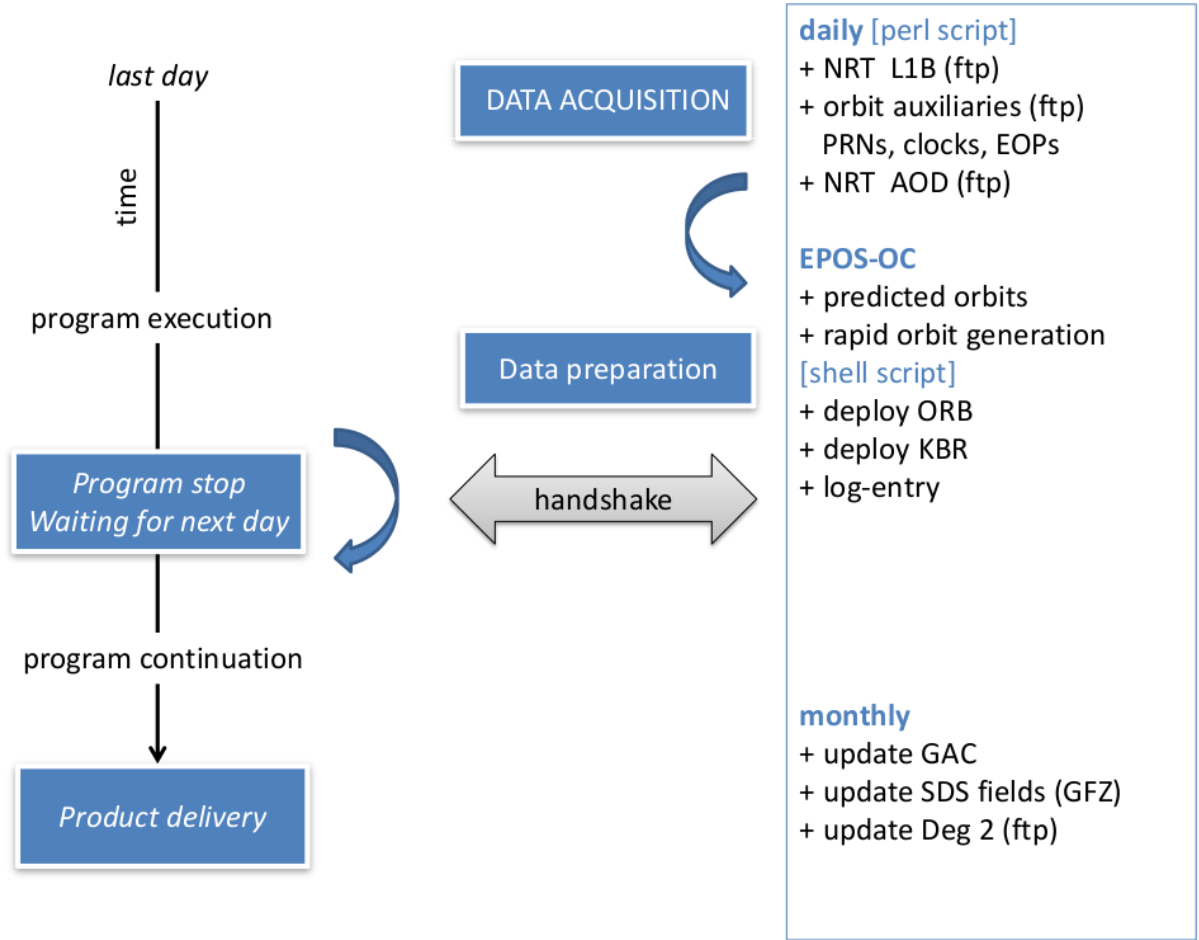 last day
time
program execution
Program stop
Waiting for next day
program continuation
Product delivery
DATA ACQUISITION
Data preparation
handshake
daily [perl script]
+ NRT L1B (ftp)
+ orbit auxiliaries (ftp)
PRNs, clocks, EOPs
+ NRT AOD (ftp)
EPOS-OC
+ predicted orbits
+ rapid orbit generation
[shell script]
+ deploy ORB
+ deploy KBR
+ log-entry
monthly
+ update GAC
+ update SDS fields (GFZ)
+ update Deg 2 (ftp)